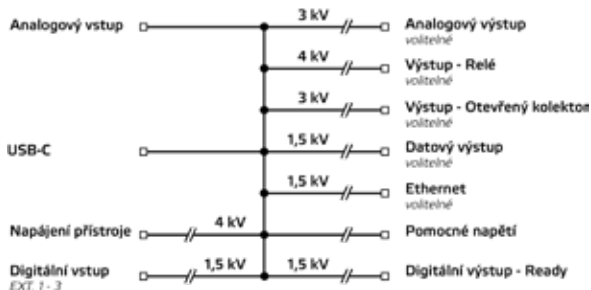 Analogový vstup 3 kV Analogový výstup
volitelné
4 kV Výstup - Relé
volitelné
3 kV Výstup - Otevřený kolektor
volitelné
USB-C 1,5 kV Datový výstup
volitelné
1,5 kV Ethernet
volitelné
Napájení přístroje 4 kV Pomocné napětí
Digitální vstup 1,5 kV 1,5 kV Digitální výstup - Ready
EXT. 1 - 3